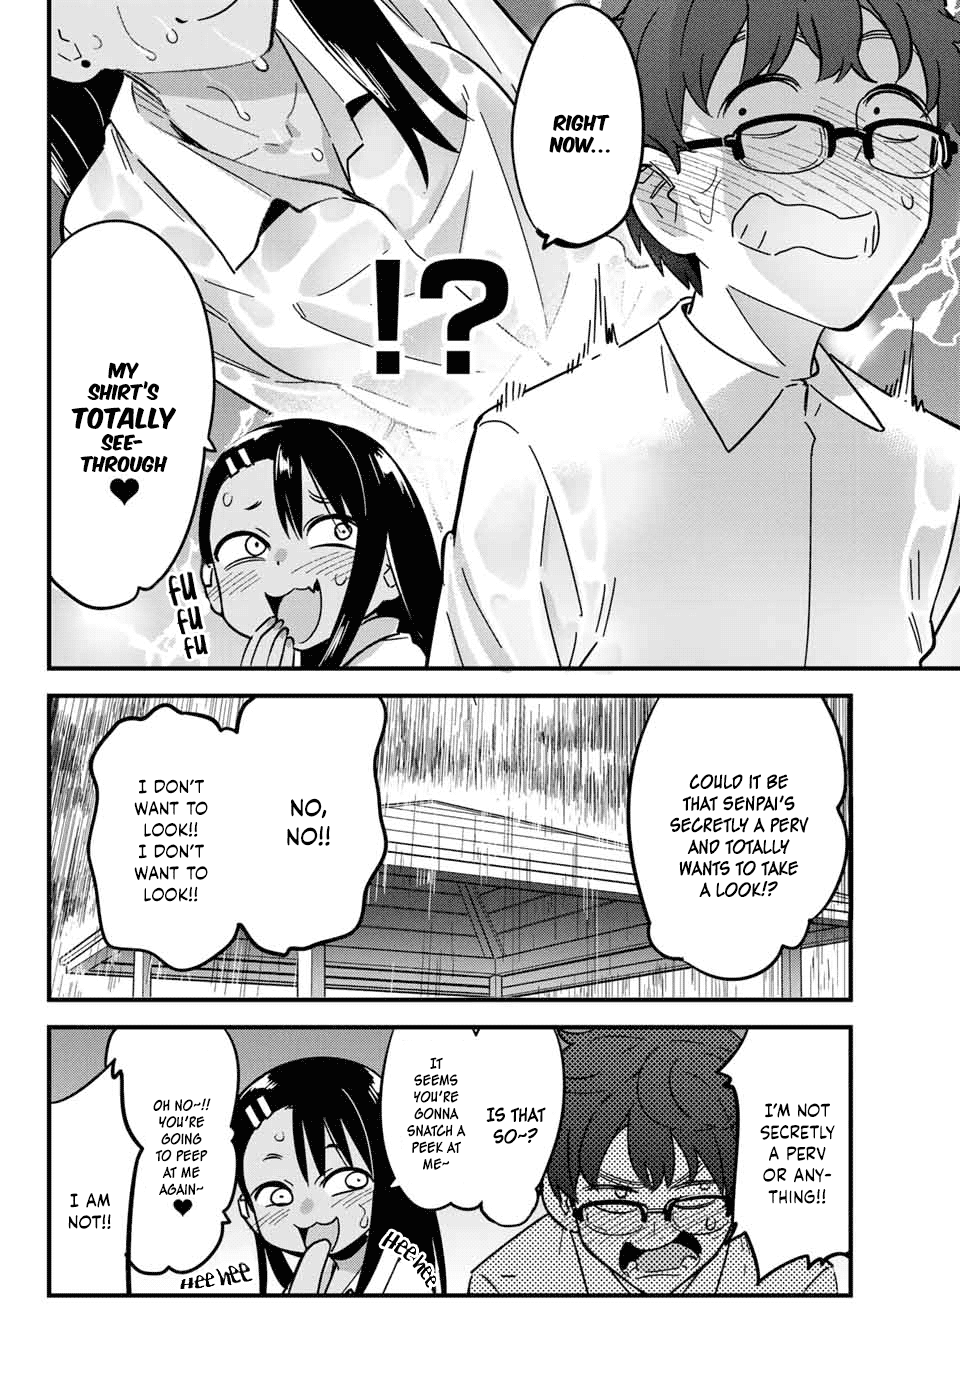 RIGHT
NOW...
!?
MY
SHIRT'S
TOTALLY
SEE-
THROUGH
♥
FU
FU
FU
COULD IT BE
THAT SENPAI'S
SECRETLY A PERV
AND TOTALLY
WANTS TO TAKE
A LOOK!?
NO,
NO!!
I DON'T
WANT TO
LOOK!!
I DON'T
WANT TO
LOOK!!
I'M NOT
SECRETLY
A PERV
OR ANY-
THING!!
IS THAT
SO~?
IT
SEEMS
YOU'RE
GONNA
SNATCH A
PEEK AT
ME~
HEE-HEE
OH NO~!!
YOU'RE
GOING
TO PEEP
AT ME
AGAIN~
♥
HEE HEE
I AM
NOT!!